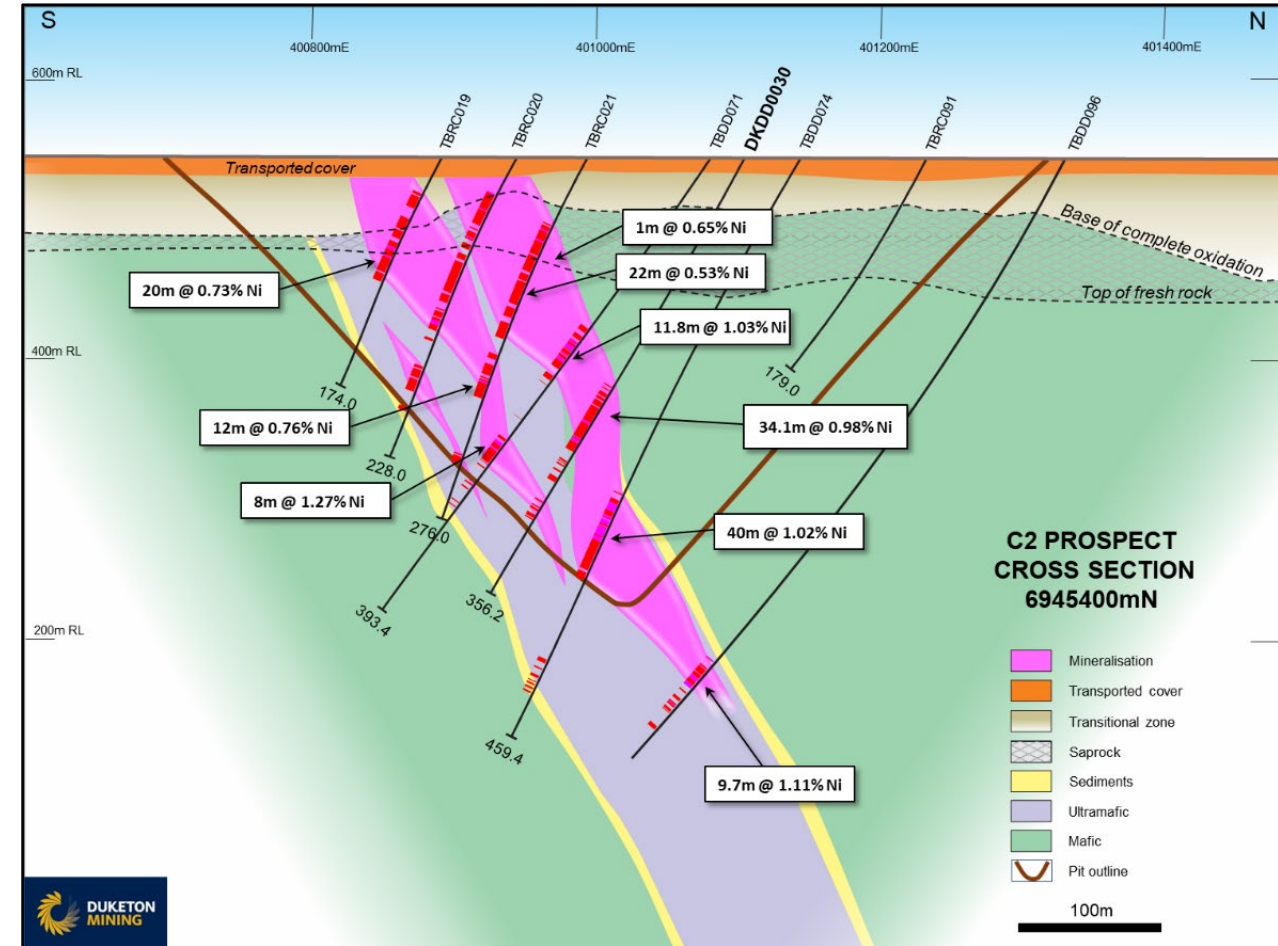 S
N
400800mE
401000mE
401200mE
401400mE
600m RL
TBRC019
TBRC020
TBRC021
TBDD071
DKDD0030
TBDD074
TBRC091
TBDD096
Transported cover
1m @ 0.65% Ni
Base of complete oxidation
22m @ 0.53% Ni
20m @ 0.73% Ni
Top of fresh rock
11.8m @ 1.03% Ni
400m RL
179.0
174.0
12m @ 0.76% Ni
34.1m @ 0.98% Ni
228.0
8m @ 1.27% Ni
276.0
40m @ 1.02% Ni
393.4
356.2
200m RL
459.4
9.7m @ 1.11% Ni
C2 PROSPECT
CROSS SECTION
6945400mN
Mineralisation
Transported cover
Transitional zone
Saprock
Sediments
Ultramafic
Mafic
Pit outline
100m
DUKETON
MINING